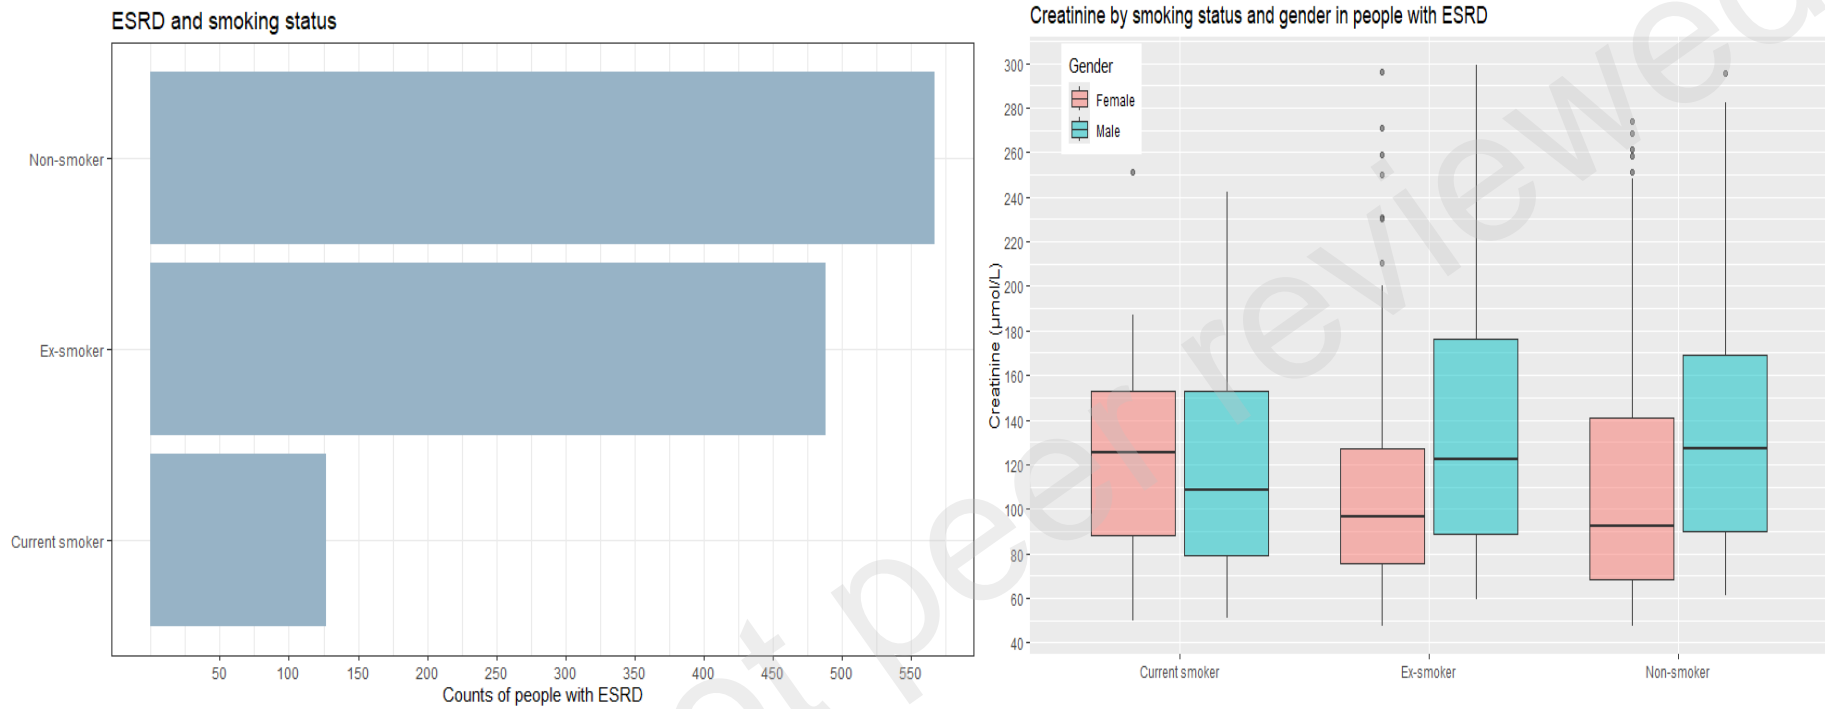 ESRD and smoking status
Non-smoker
Ex-smoker
Current smoker
50 100 150 200 250 300 350 400 450 500 550
Counts of people with ESRD
Creatinine by smoking status and gender in people with ESRD
Gender
Female
Male
Creatinine (µmol/L)
300
280
260
240
220
200
180
160
140
120
100
80
60
40
Current smoker Ex-smoker Non-smoker
peer reviewed